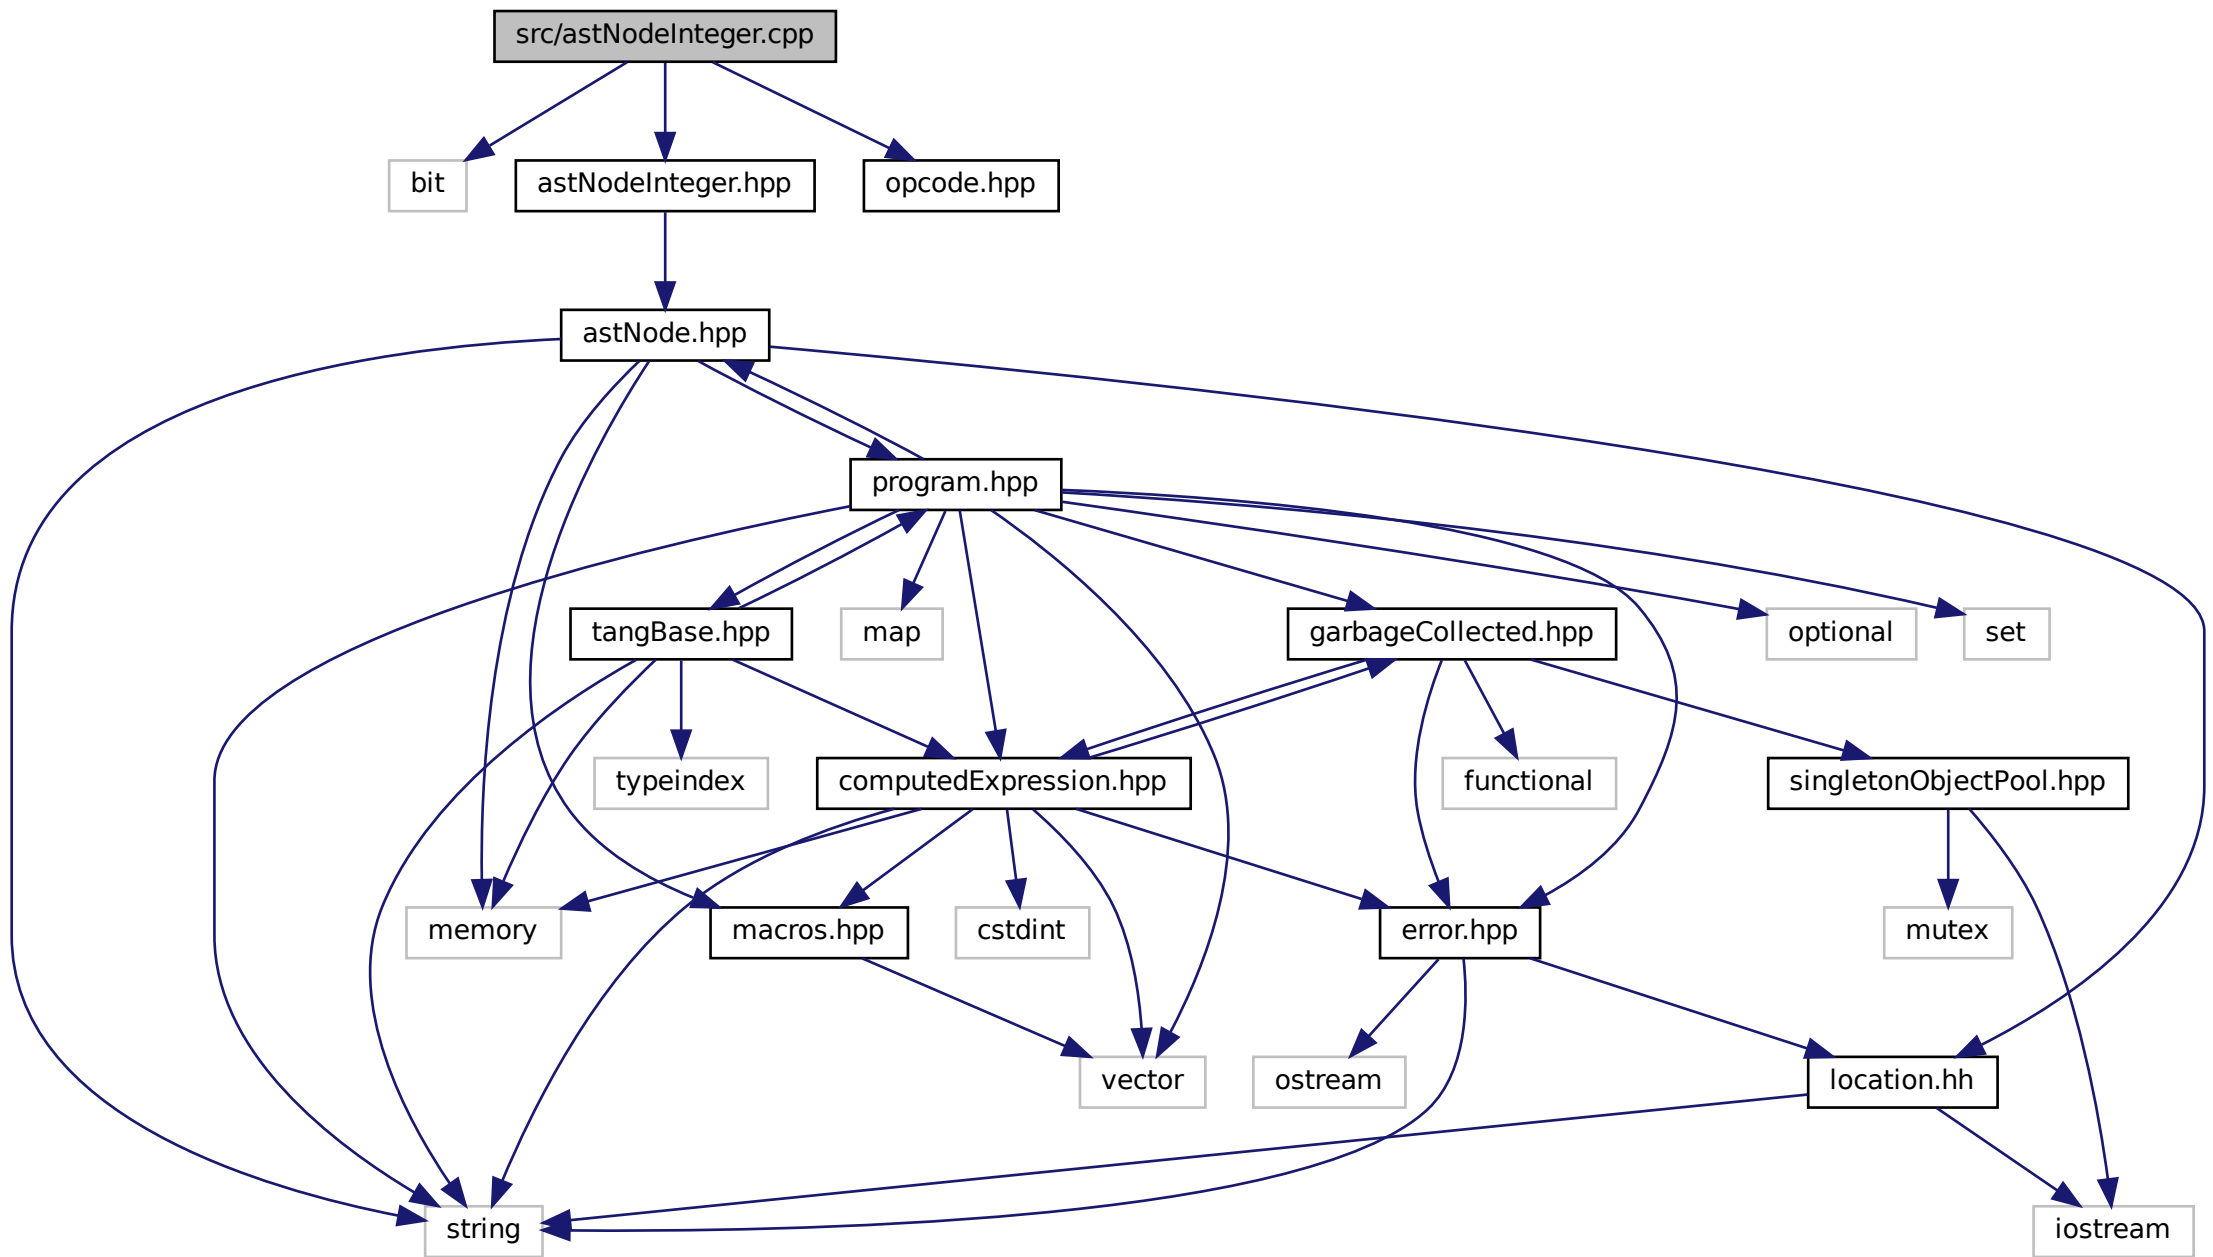 src/astNodeInteger.cpp
bit
astNodeInteger.hpp
opcode.hpp
astNode.hpp
program.hpp
tangBase.hpp
map
garbageCollected.hpp
optional
set
typeindex
computedExpression.hpp
functional
singletonObjectPool.hpp
memory
macros.hpp
cstdint
error.hpp
mutex
vector
ostream
location.hh
string
iostream